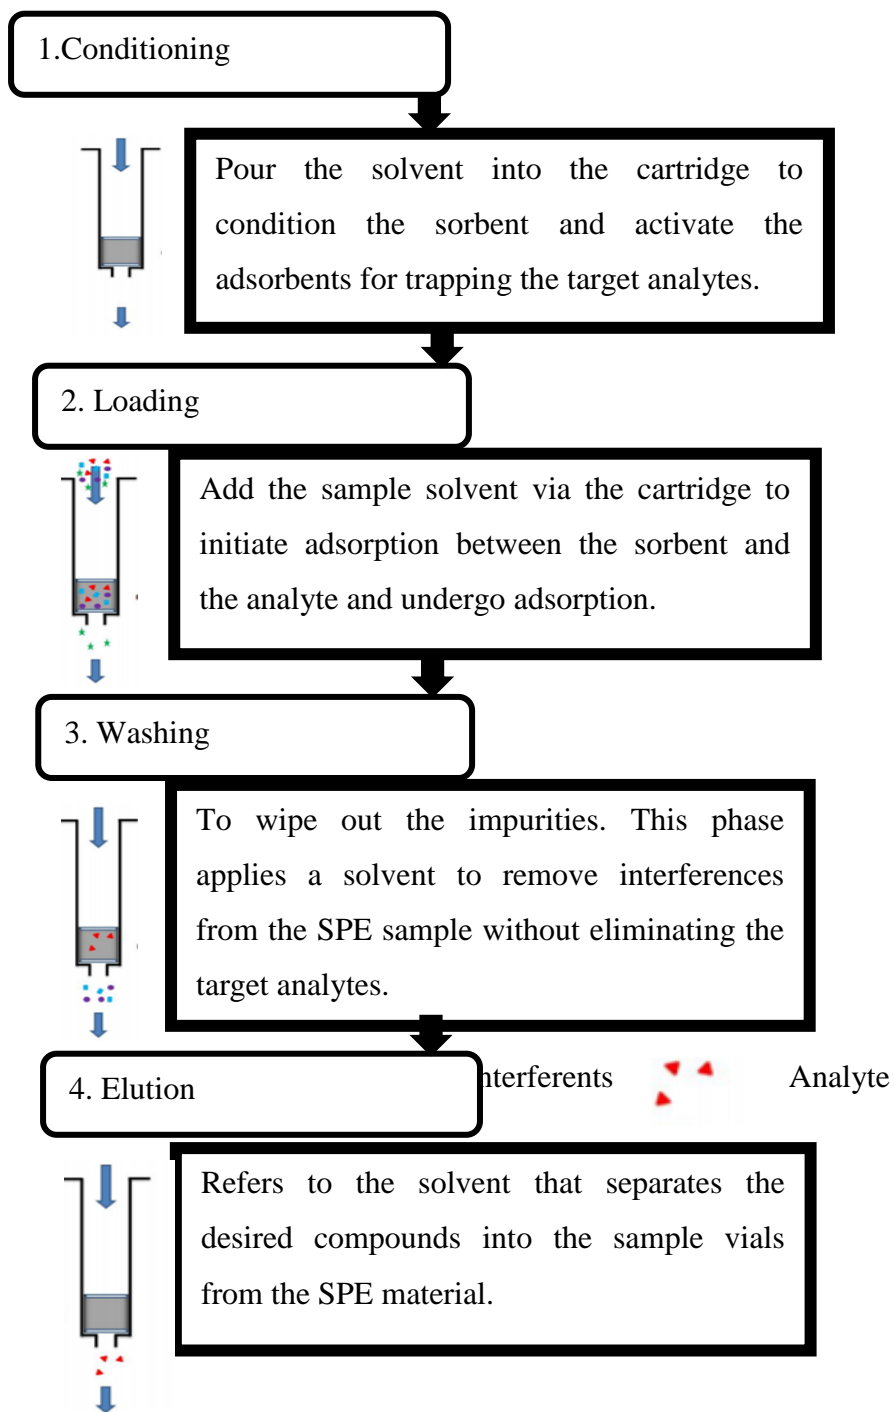 1.Conditioning
Pour the solvent into the cartridge to
condition the sorbent and activate the
adsorbents for trapping the target analytes.
2. Loading
Add the sample solvent via the cartridge to
initiate adsorption between the sorbent and
the analyte and undergo adsorption.
3. Washing
To wipe out the impurities. This phase
applies a solvent to remove interferences
from the SPE sample without eliminating the
target analytes.
4. Elution
nterferents Analyte
Refers to the solvent that separates the
desired compounds into the sample vials
from the SPE material.